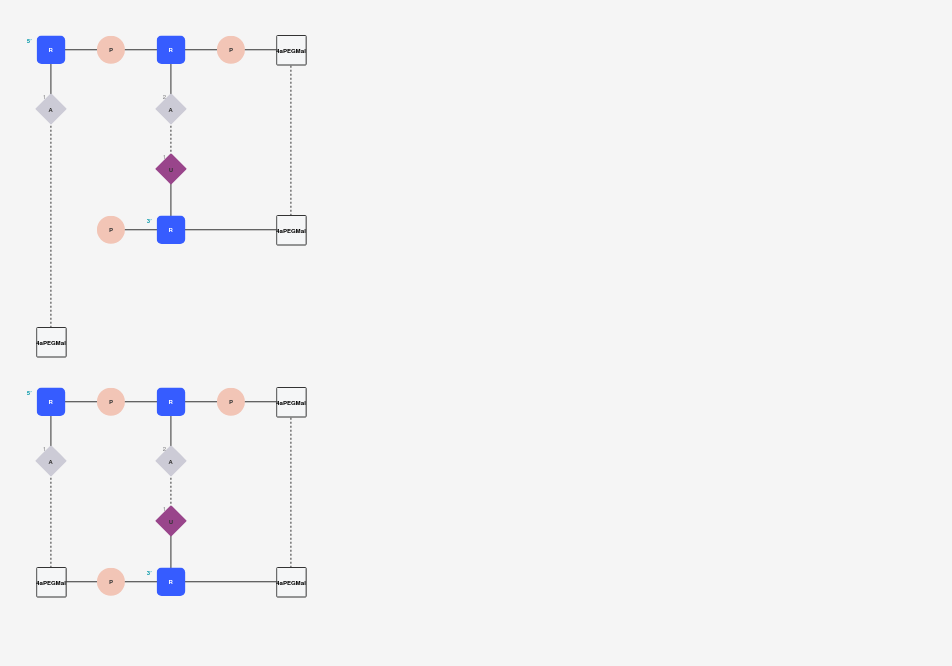 5' R P R P 4aPEGMal
1 A 2 A
1 U
P 3' R 4aPEGMal
4aPEGMal
5' R P R P 4aPEGMal
1 A 2 A
1 U
4aPEGMal P 3' R 4aPEGMal